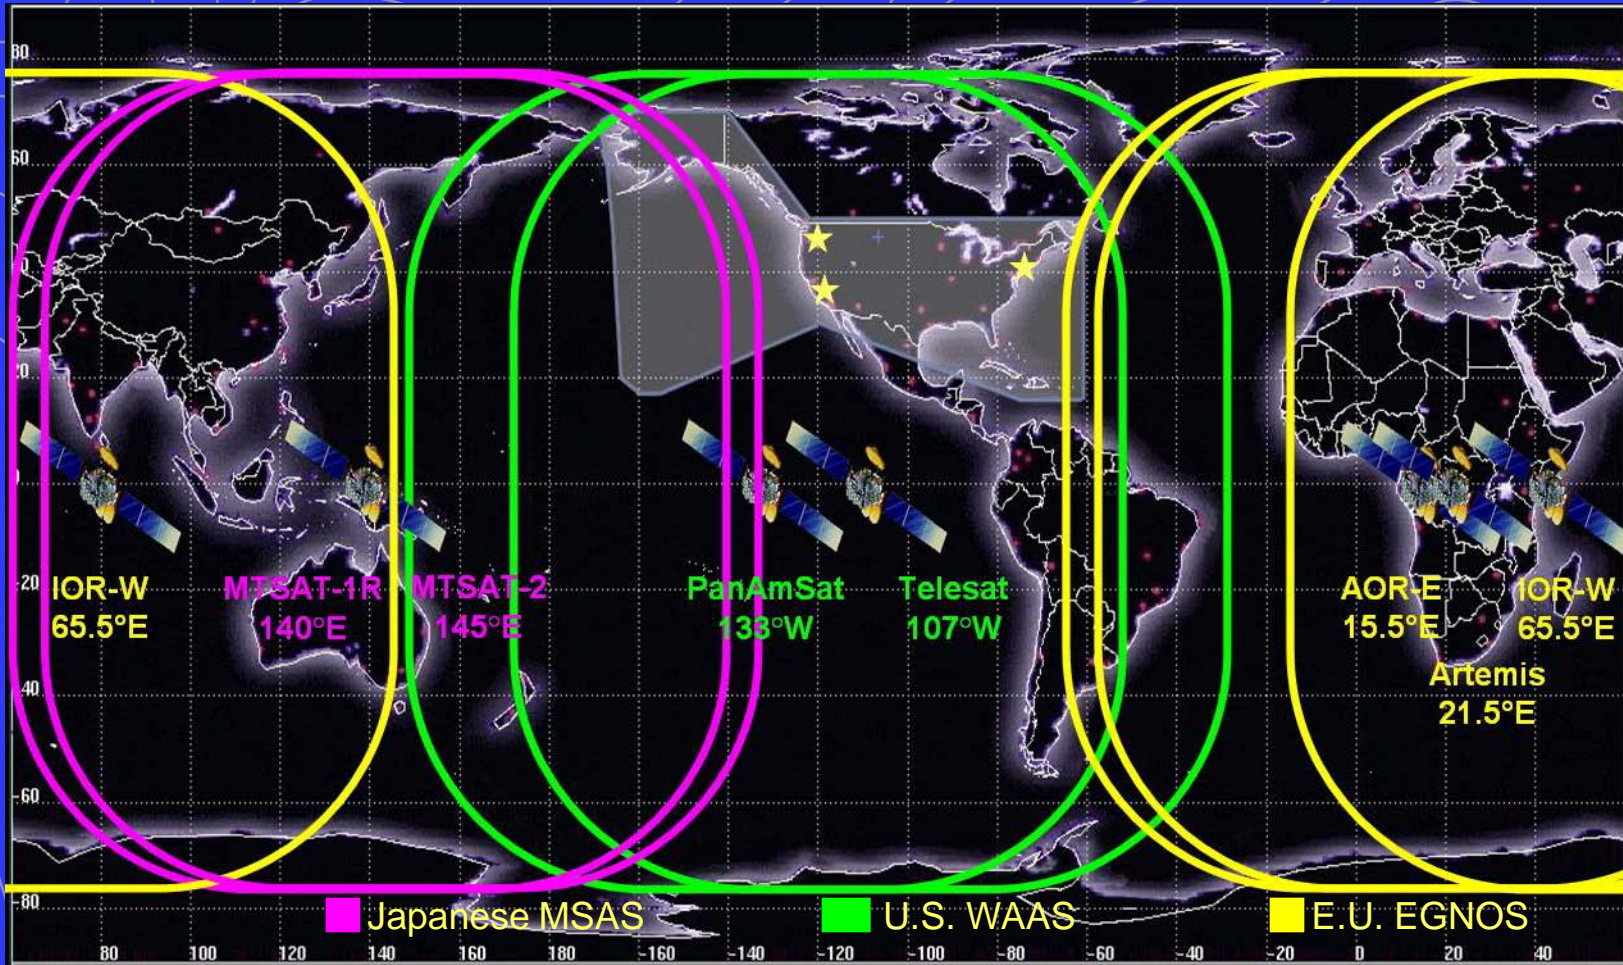 80
60
20
0
-20
-40
-60
-80
IOR-W
65.5°E
MTSAT-1R
140°E
MTSAT-2
145°E
PanAmSat
133°W
Telesat
107°W
AOR-E
15.5°E
IOR-W
65.5°E
Artemis
21.5°E
Japanese MSAS
U.S. WAAS
E.U. EGNOS
80 100 120 140 160 180 -160 -140 -120 -100 -80 -60 -40 -20 0 20 40